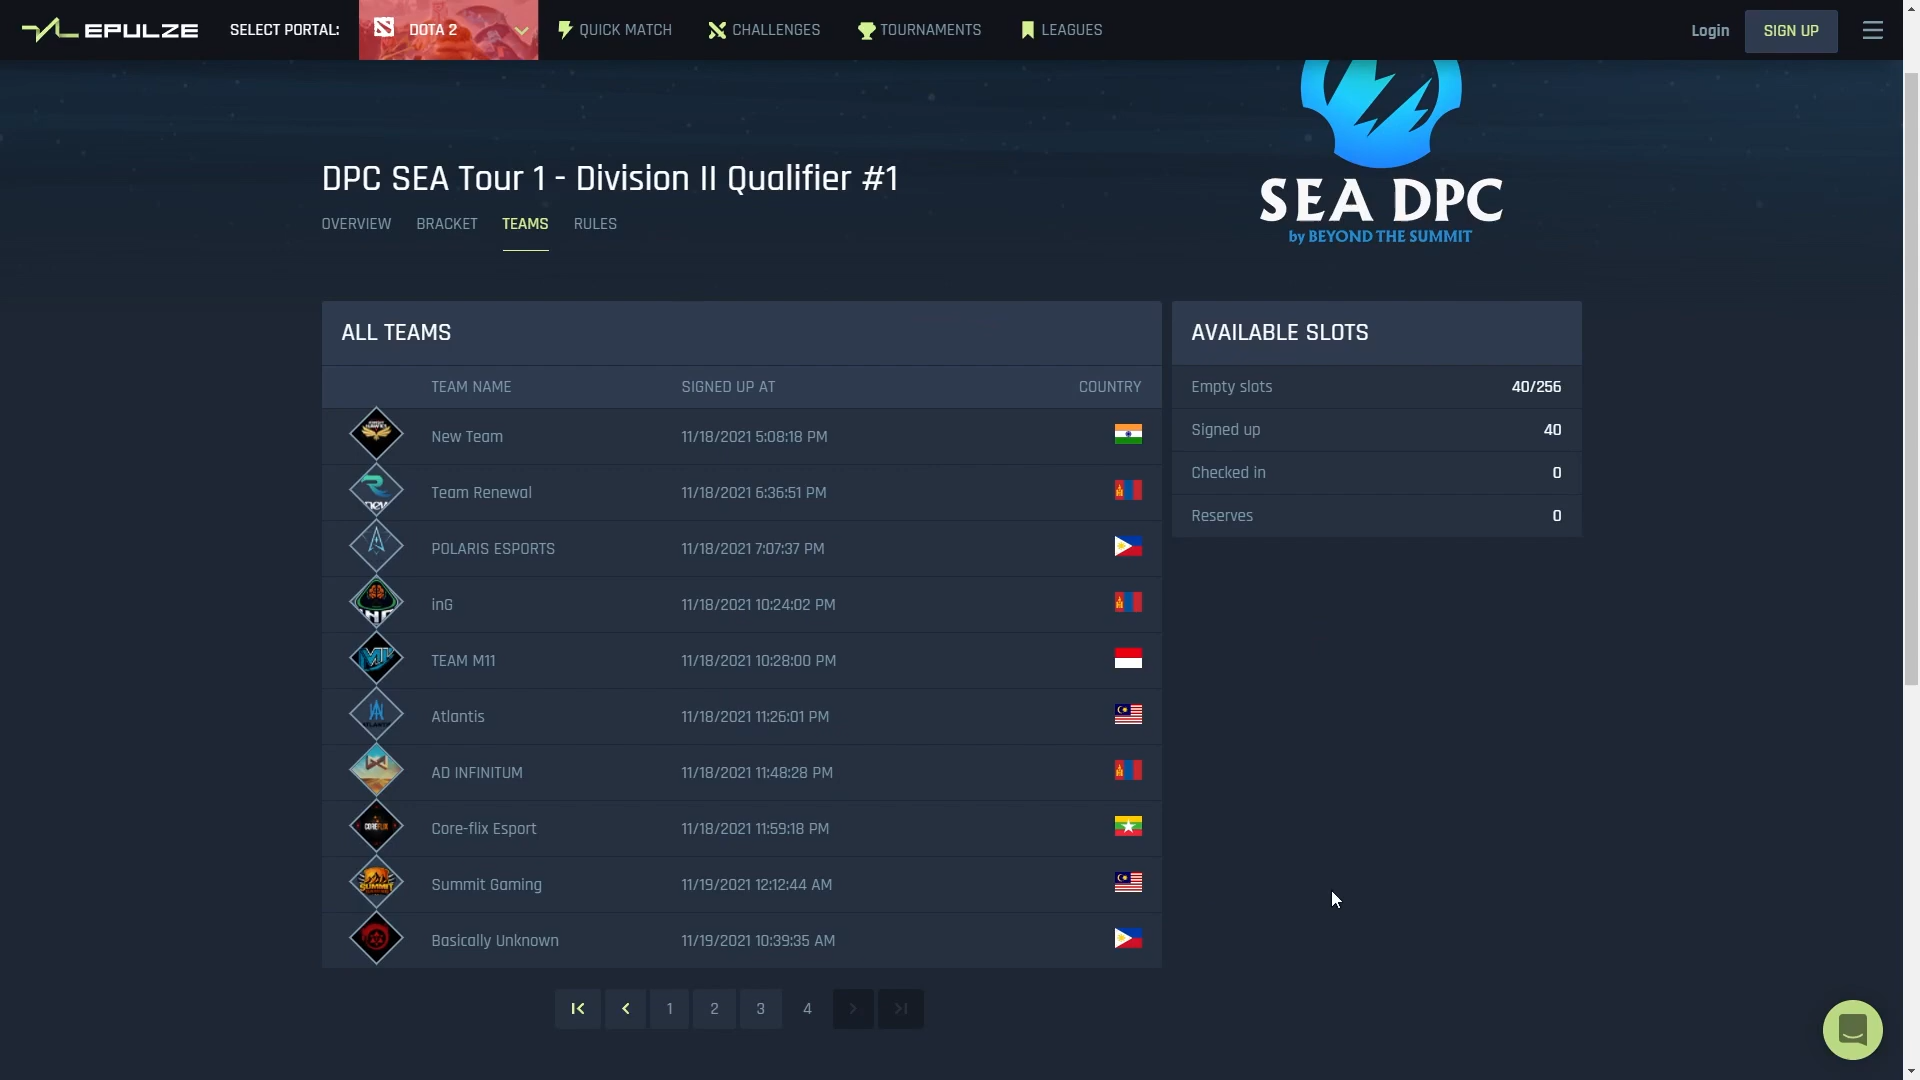 EPULZE SELECT PORTAL: DOTA 2 QUICK MATCH CHALLENGES TOURNAMENTS LEAGUES Login SIGN UP
SEA DPC
by BEYOND THE SUMMIT
DPC SEA Tour 1 - Division II Qualifier #1
OVERVIEW BRACKET TEAMS RULES
ALL TEAMS
TEAM NAME SIGNED UP AT COUNTRY
New Team 11/18/2021 5:08:18 PM
Team Renewal 11/18/2021 6:36:51 PM
POLARIS ESPORTS 11/18/2021 7:07:37 PM
inG 11/18/2021 10:24:02 PM
TEAM M11 11/18/2021 10:28:00 PM
Atlantis 11/18/2021 11:26:01 PM
AD INFINITUM 11/18/2021 11:48:28 PM
COREFLIX
Core-flix Esport 11/18/2021 11:59:18 PM
SUMMIT
Summit Gaming 11/19/2021 12:12:44 AM
Basically Unknown 11/19/2021 10:39:35 AM
1 2 3 4
AVAILABLE SLOTS
Empty slots 40/256
Signed up 40
Checked in 0
Reserves 0